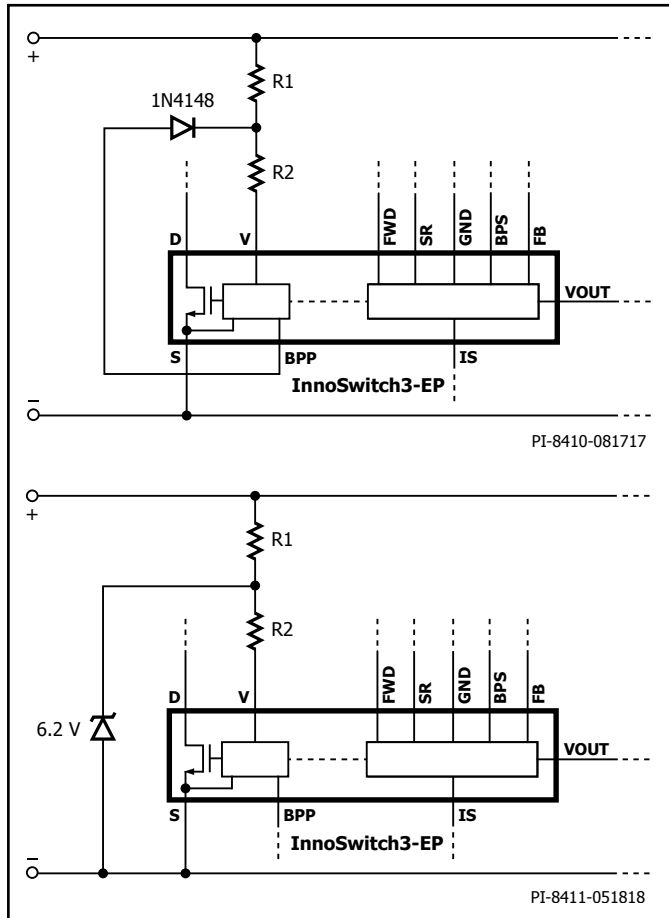 +
R1
1N4148
R2
D
V
FWD
SR
GND
BPS
FB
VOUT
S
BPP
IS
InnoSwitch3-EP
–
PI-8410-081717
+
R1
R2
D
V
FWD
SR
GND
BPS
FB
6.2 V
VOUT
S
BPP
IS
InnoSwitch3-EP
–
PI-8411-051818